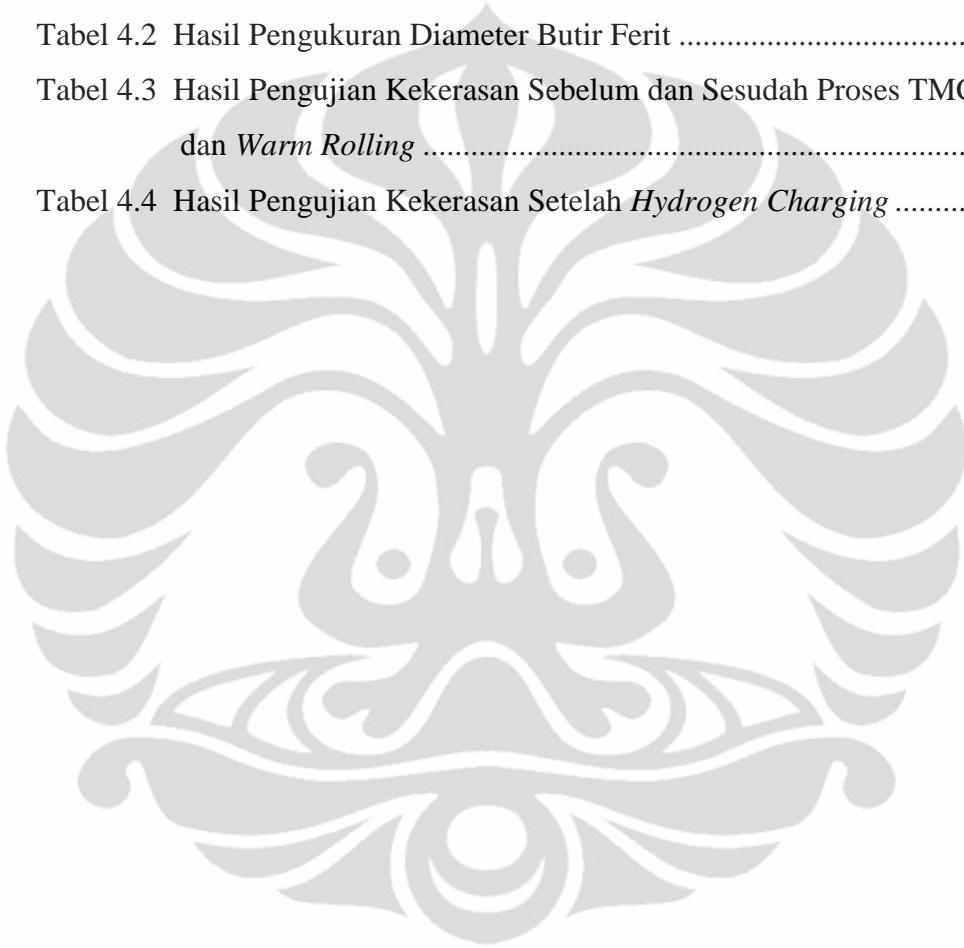 Tabel 4.2 Hasil Pengukuran Diameter Butir Ferit ....................................
Tabel 4.3 Hasil Pengujian Kekerasan Sebelum dan Sesudah Proses TMC
dan Warm Rolling ....................................................................
Tabel 4.4 Hasil Pengujian Kekerasan Setelah Hydrogen Charging .........